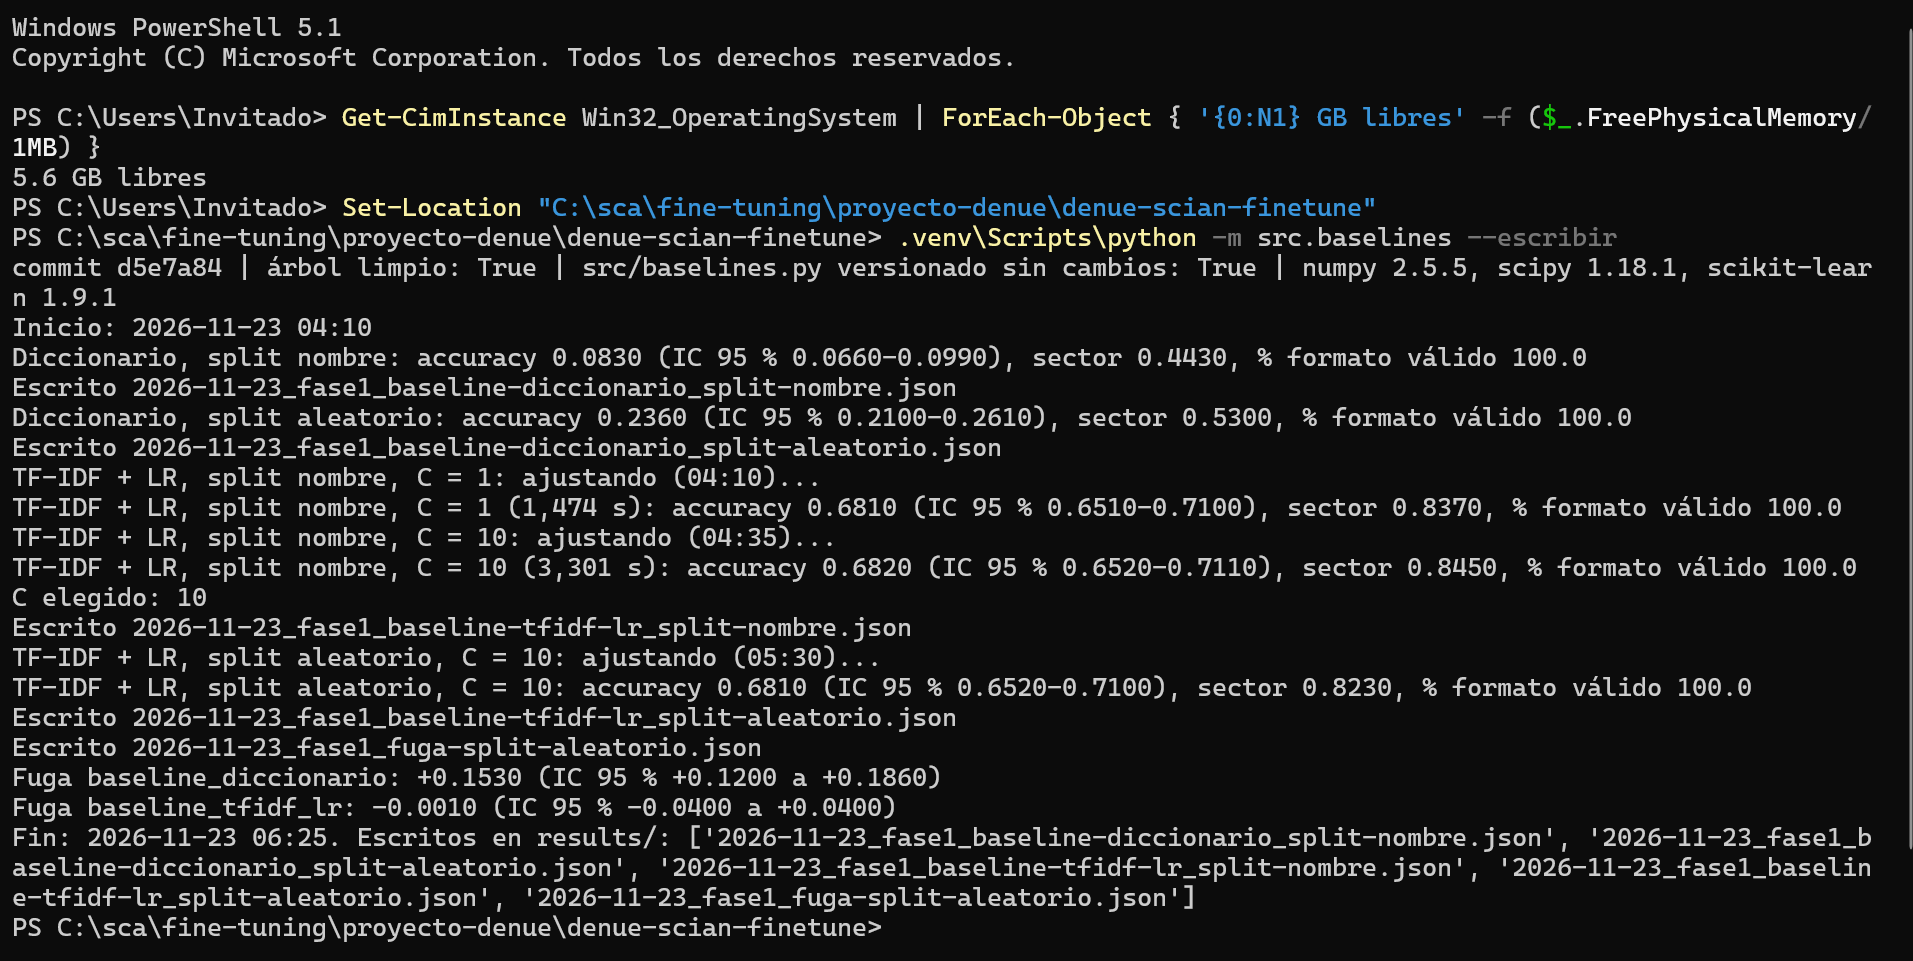 Windows PowerShell 5.1
Copyright (C) Microsoft Corporation. Todos los derechos reservados.
PS C:\Users\Invitado> Get-CimInstance Win32_OperatingSystem | ForEach-Object { '{0:N1} GB libres' -f ($_.FreePhysicalMemory/
1MB) }
5.6 GB libres
PS C:\Users\Invitado> Set-Location "C:\sca\fine-tuning\proyecto-denue\denue-scian-finetune"
PS C:\sca\fine-tuning\proyecto-denue\denue-scian-finetune> .venv\Scripts\python -m src.baselines --escribir
commit d5e7a84 | árbol limpio: True | src/baselines.py versionado sin cambios: True | numpy 2.5.5, scipy 1.18.1, scikit-lear
n 1.9.1
Inicio: 2026-11-23 04:10
Diccionario, split nombre: accuracy 0.0830 (IC 95 % 0.0660-0.0990), sector 0.4430, % formato válido 100.0
Escrito 2026-11-23_fase1_baseline-diccionario_split-nombre.json
Diccionario, split aleatorio: accuracy 0.2360 (IC 95 % 0.2100-0.2610), sector 0.5300, % formato válido 100.0
Escrito 2026-11-23_fase1_baseline-diccionario_split-aleatorio.json
TF-IDF + LR, split nombre, C = 1: ajustando (04:10)...
TF-IDF + LR, split nombre, C = 1 (1,474 s): accuracy 0.6810 (IC 95 % 0.6510-0.7100), sector 0.8370, % formato válido 100.0
TF-IDF + LR, split nombre, C = 10: ajustando (04:35)...
TF-IDF + LR, split nombre, C = 10 (3,301 s): accuracy 0.6820 (IC 95 % 0.6520-0.7110), sector 0.8450, % formato válido 100.0
C elegido: 10
Escrito 2026-11-23_fase1_baseline-tfidf-lr_split-nombre.json
TF-IDF + LR, split aleatorio, C = 10: ajustando (05:30)...
TF-IDF + LR, split aleatorio, C = 10: accuracy 0.6810 (IC 95 % 0.6520-0.7100), sector 0.8230, % formato válido 100.0
Escrito 2026-11-23_fase1_baseline-tfidf-lr_split-aleatorio.json
Escrito 2026-11-23_fase1_fuga-split-aleatorio.json
Fuga baseline_diccionario: +0.1530 (IC 95 % +0.1200 a +0.1860)
Fuga baseline_tfidf_lr: -0.0010 (IC 95 % -0.0400 a +0.0400)
Fin: 2026-11-23 06:25. Escritos en results/: ['2026-11-23_fase1_baseline-diccionario_split-nombre.json', '2026-11-23_fase1_b
aseline-diccionario_split-aleatorio.json', '2026-11-23_fase1_baseline-tfidf-lr_split-nombre.json', '2026-11-23_fase1_baselin
e-tfidf-lr_split-aleatorio.json', '2026-11-23_fase1_fuga-split-aleatorio.json']
PS C:\sca\fine-tuning\proyecto-denue\denue-scian-finetune>